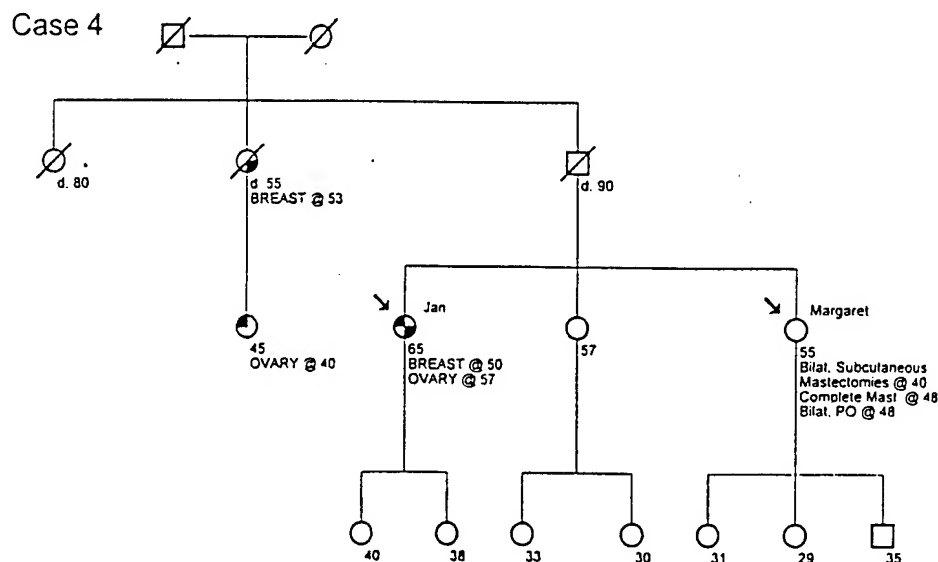 Case 4
d. 80
d 55
BREAST @ 53
d. 90
Jan
Margaret
45
OVARY @ 40
65
BREAST @ 50
OVARY @ 57
57
55
Bilat. Subcutaneous
Mastectomies @ 40
Complete Mast @ 48
Bilat. PO @ 48
40
38
33
30
31
29
35